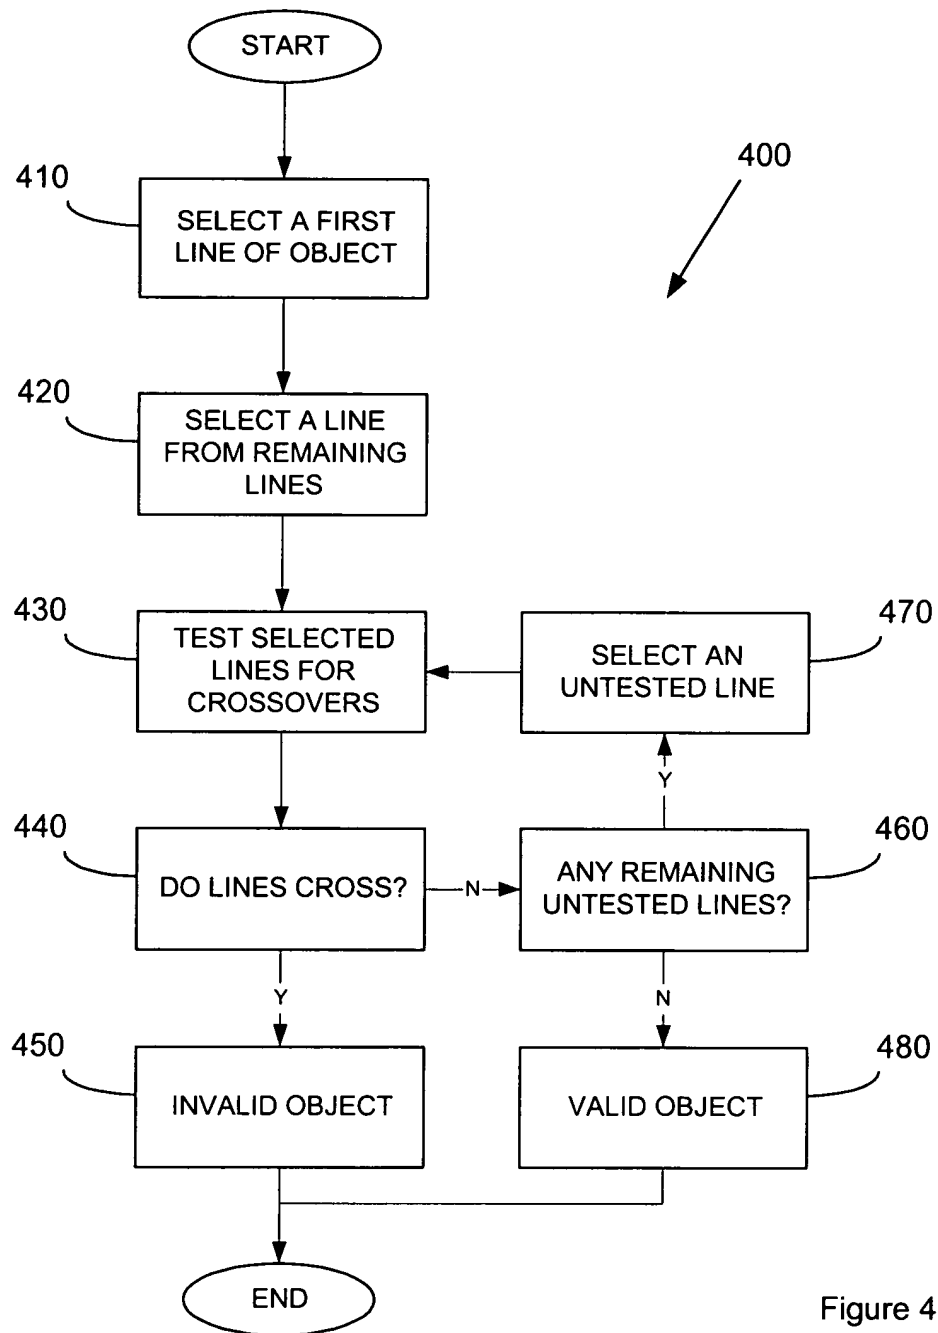 START
400
410
SELECT A FIRST
LINE OF OBJECT
420
SELECT A LINE
FROM REMAINING
LINES
430
TEST SELECTED
LINES FOR
CROSSOVERS
470
SELECT AN
UNTESTED LINE
Y
440
DO LINES CROSS?
N
460
ANY REMAINING
UNTESTED LINES?
Y
N
450
INVALID OBJECT
480
VALID OBJECT
END
Figure 4